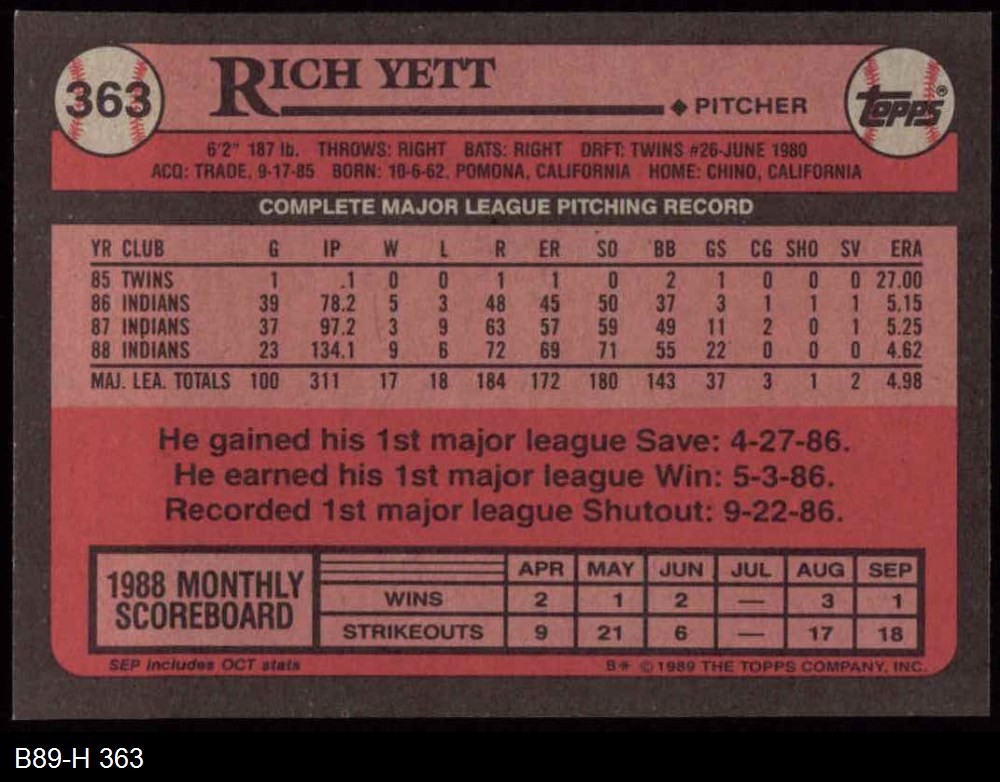 363
RICH YETT
◆ PITCHER
TOPPS®
6'2" 187 lb. THROWS: RIGHT BATS: RIGHT DRFT: TWINS #26-JUNE 1980
ACQ: TRADE, 9-17-85 BORN: 10-6-62, POMONA, CALIFORNIA HOME: CHINO, CALIFORNIA
COMPLETE MAJOR LEAGUE PITCHING RECORD
YR CLUB G IP W L R ER SO BB GS CG SHO SV ERA
85 TWINS 1 .1 0 0 1 1 0 2 1 0 0 0 27.00
86 INDIANS 39 78.2 5 3 48 45 50 37 3 1 1 1 5.15
87 INDIANS 37 97.2 3 9 63 57 59 49 11 2 0 1 5.25
88 INDIANS 23 134.1 9 6 72 69 71 55 22 0 0 0 4.62
MAJ. LEA. TOTALS 100 311 17 18 184 172 180 143 37 3 1 2 4.98
He gained his 1st major league Save: 4-27-86.
He earned his 1st major league Win: 5-3-86.
Recorded 1st major league Shutout: 9-22-86.
1988 MONTHLY
SCOREBOARD
APR MAY JUN JUL AUG SEP
WINS 2 1 2 — 3 1
STRIKEOUTS 9 21 6 — 17 18
SEP includes OCT stats
B* © 1989 THE TOPPS COMPANY, INC.
B89-H 363